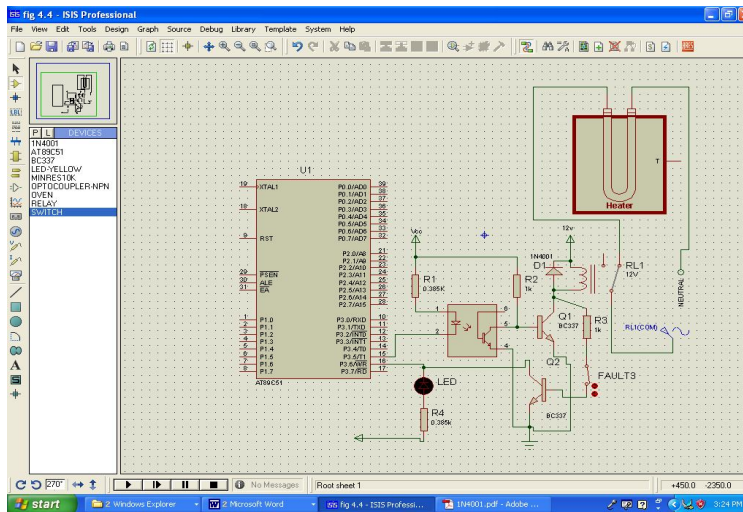 fig 4.4 - ISIS Professional
File View Edit Tools Design Graph Source Debug Library Template System Help
P L DEVICES
1N4001
AT89C51
BC337
LED-YELLOW
MINRES10K
OPTOCOUPLER-NPN
OVEN
RELAY
SWITCH
U1
19 XTAL1
18 XTAL2
9 RST
29 PSEN
30 ALE
31 EA
1 P1.0
2 P1.1
3 P1.2
4 P1.3
5 P1.4
6 P1.5
7 P1.6
8 P1.7
AT89C51
P0.0/AD0 39
P0.1/AD1 38
P0.2/AD2 37
P0.3/AD3 36
P0.4/AD4 35
P0.5/AD5 34
P0.6/AD6 33
P0.7/AD7 32
P2.0/A8 21
P2.1/A9 22
P2.2/A10 23
P2.3/A11 24
P2.4/A12 25
P2.5/A13 26
P2.6/A14 27
P2.7/A15 28
P3.0/RXD 10
P3.1/TXD 11
P3.2/INT0 12
P3.3/INT1 13
P3.4/T0 14
P3.5/T1 15
P3.6/WR 16
P3.7/RD 17
Vcc
R1
0.385K
1
2
6
5
4
R2
1k
12v
1N4001
D1
Q1
BC337
R3
1k
RL1
12V
T
Heater
NEUTRAL
RL1(COM)
FAULT3
Q2
BC337
LED
R4
0.385k
270°
No Messages
Root sheet 1
+450.0 -2350.0
start
2 Windows Explorer
2 Microsoft Word
fig 4.4 - ISIS Professi...
1N4001.pdf - Adobe ...
3:24 PM